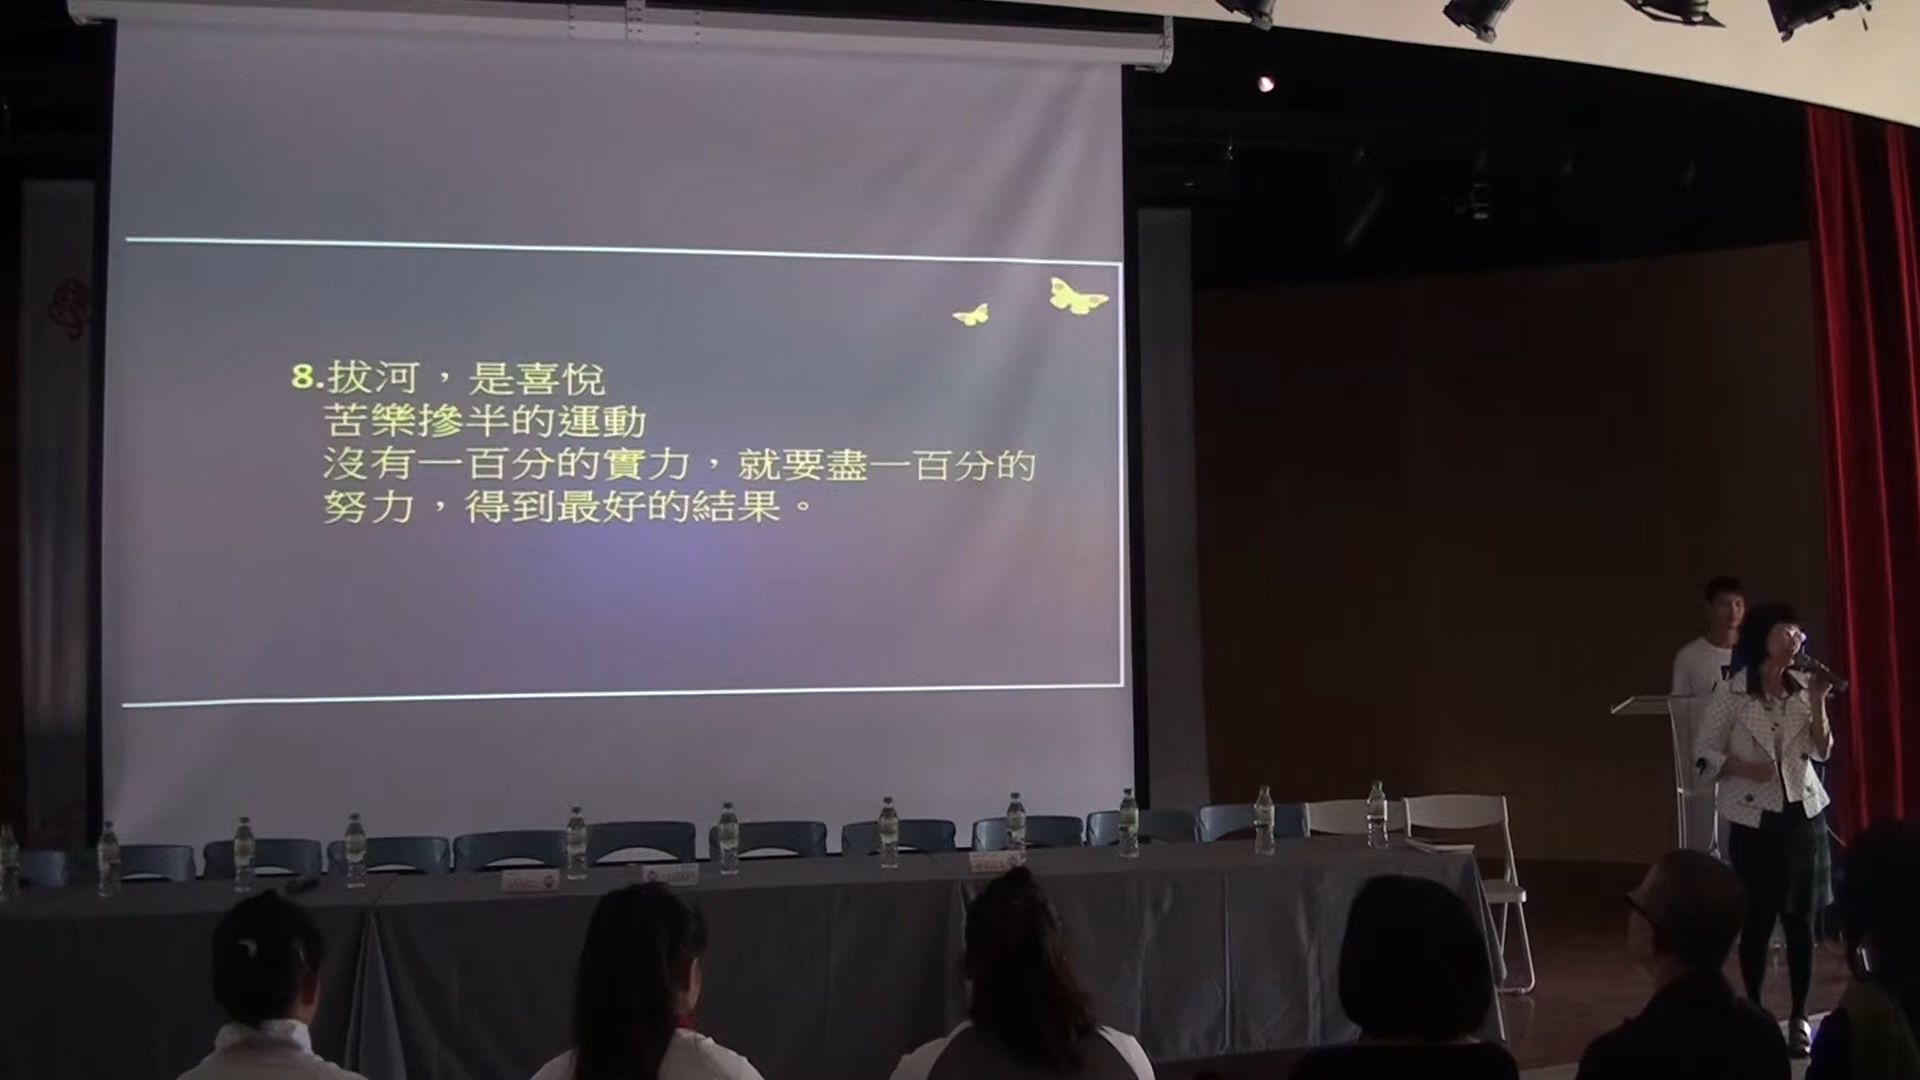 8.拔河，是喜悅
苦樂摻半的運動
沒有一百分的實力，就要盡一百分的
努力，得到最好的結果。